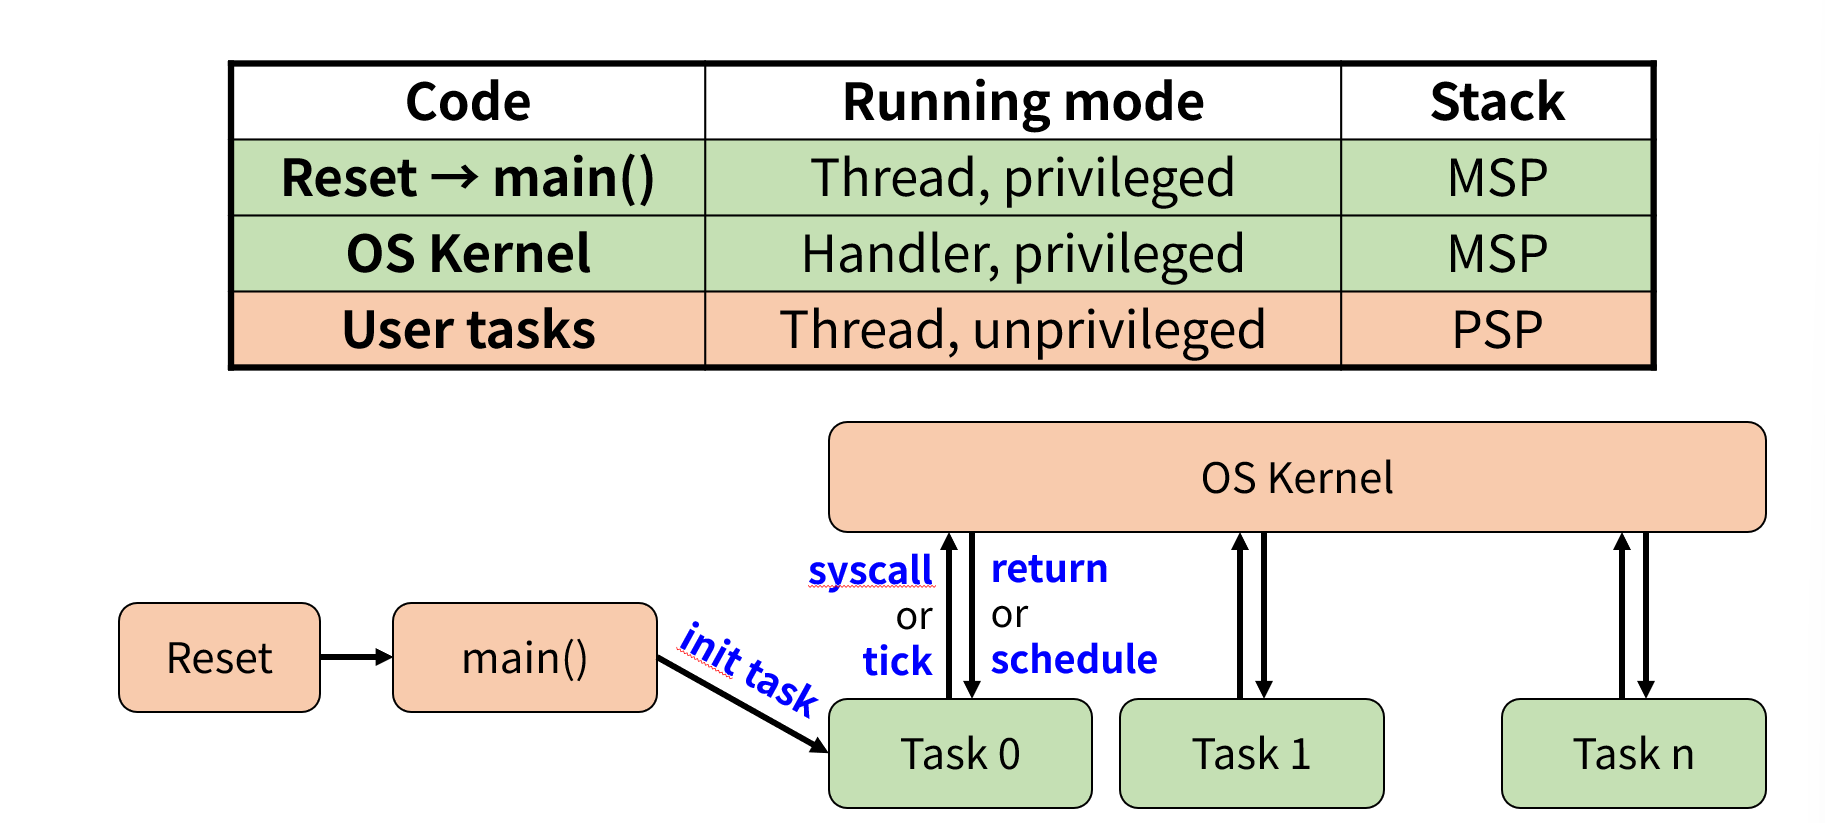 Code Running mode Stack
Reset → main() Thread, privileged MSP
OS Kernel Handler, privileged MSP
User tasks Thread, unprivileged PSP
OS Kernel
syscall return
or or
tick schedule
Reset main() init task
Task 0 Task 1 Task n